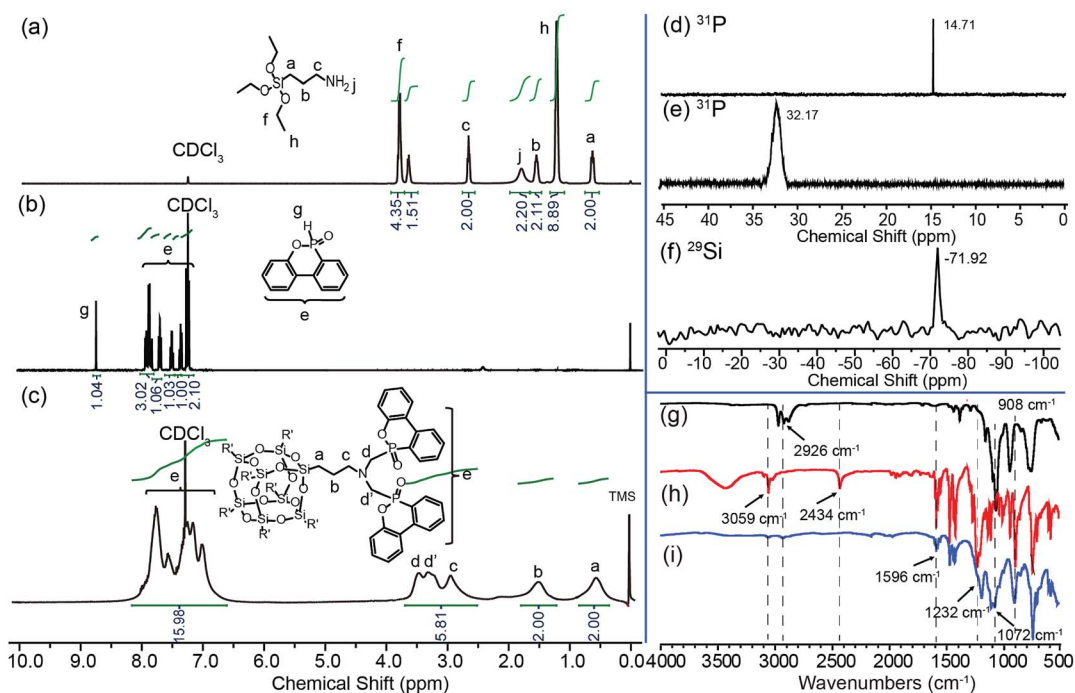 (a)
f
h
O
O
Si
O
a
b
c
NH₂
j
f
h
CDCl₃
c
j
b
a
4.35
1.51
2.00
2.20
2.11
8.89
2.00
(b)
CDCl₃
g
e
g
H
O
P
O
e
1.04
3.02
1.06
1.03
1.00
2.10
(c)
CDCl₃
e
R'
R'
R'
R'
R'
R'
R'
Si
O
a
b
c
N
d
d'
O
P
O
O
P
O
e
TMS
d d'
c
b
a
15.98
5.81
2.00
2.00
10.0 9.0 8.0 7.0 6.0 5.0 4.0 3.0 2.0 1.0 0.0
Chemical Shift (ppm)
(d) ³¹P
14.71
(e) ³¹P
32.17
45 40 35 30 25 20 15 10 5 0
Chemical Shift (ppm)
(f) ²⁹Si
-71.92
0 -10 -20 -30 -40 -50 -60 -70 -80 -90 -100
Chemical Shift (ppm)
(g)
908 cm⁻¹
2926 cm⁻¹
(h)
3059 cm⁻¹
2434 cm⁻¹
(i)
1596 cm⁻¹
1232 cm⁻¹
1072 cm⁻¹
4000 3500 3000 2500 2000 1500 1000 500
Wavenumbers (cm⁻¹)